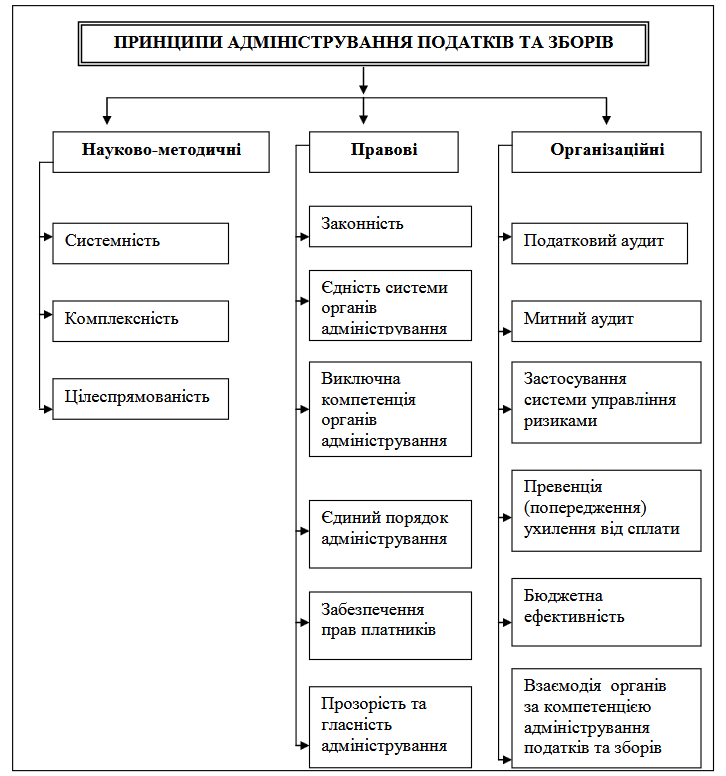 ПРИНЦИПИ АДМІНІСТРУВАННЯ ПОДАТКІВ ТА ЗБОРІВ
Науково-методичні
Системність
Комплексність
Цілеспрямованість
Правові
Законність
Єдність системи
органів
адміністрування
Виключна
компетенція
органів
адміністрування
Єдиний порядок
адміністрування
Забезпечення
прав платників
Прозорість та
гласність
адміністрування
Організаційні
Податковий аудит
Митний аудит
Застосування
системи управління
ризиками
Превенція
(попередження)
ухилення від сплати
Бюджетна
ефективність
Взаємодія органів
за компетенцією
адміністрування
податків та зборів